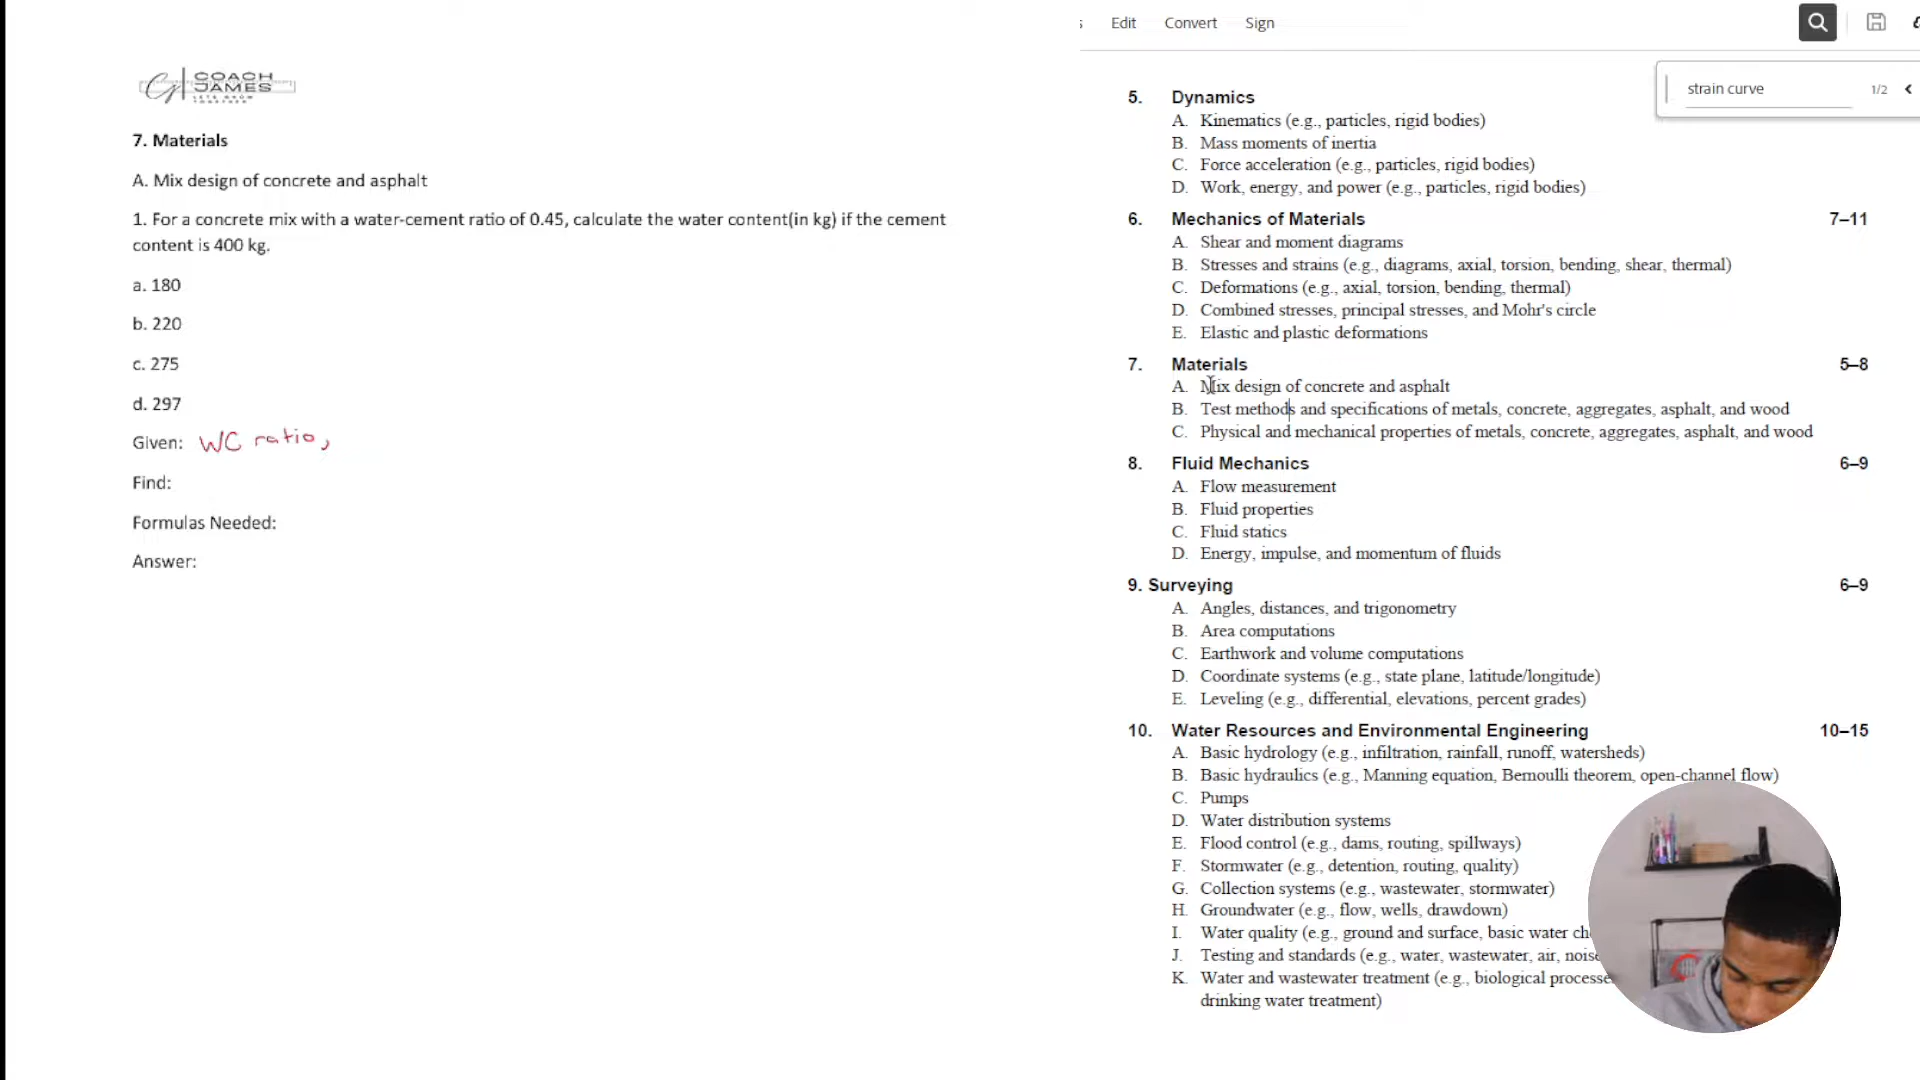 COACH
JAMES
LETS GROW
TOGETHER
7. Materials
A. Mix design of concrete and asphalt
1. For a concrete mix with a water-cement ratio of 0.45, calculate the water content(in kg) if the cement
content is 400 kg.
a. 180
b. 220
c. 275
d. 297
Given: WC ratio,
Find:
Formulas Needed:
Answer:
Edit Convert Sign
strain curve 1/2
5. Dynamics
A. Kinematics (e.g., particles, rigid bodies)
B. Mass moments of inertia
C. Force acceleration (e.g., particles, rigid bodies)
D. Work, energy, and power (e.g., particles, rigid bodies)
6. Mechanics of Materials 7–11
A. Shear and moment diagrams
B. Stresses and strains (e.g., diagrams, axial, torsion, bending, shear, thermal)
C. Deformations (e.g., axial, torsion, bending, thermal)
D. Combined stresses, principal stresses, and Mohr's circle
E. Elastic and plastic deformations
7. Materials 5–8
A. Mix design of concrete and asphalt
B. Test methods and specifications of metals, concrete, aggregates, asphalt, and wood
C. Physical and mechanical properties of metals, concrete, aggregates, asphalt, and wood
8. Fluid Mechanics 6–9
A. Flow measurement
B. Fluid properties
C. Fluid statics
D. Energy, impulse, and momentum of fluids
9. Surveying 6–9
A. Angles, distances, and trigonometry
B. Area computations
C. Earthwork and volume computations
D. Coordinate systems (e.g., state plane, latitude/longitude)
E. Leveling (e.g., differential, elevations, percent grades)
10. Water Resources and Environmental Engineering 10–15
A. Basic hydrology (e.g., infiltration, rainfall, runoff, watersheds)
B. Basic hydraulics (e.g., Manning equation, Bernoulli theorem, open-channel flow)
C. Pumps
D. Water distribution systems
E. Flood control (e.g., dams, routing, spillways)
F. Stormwater (e.g., detention, routing, quality)
G. Collection systems (e.g., wastewater, stormwater)
H. Groundwater (e.g., flow, wells, drawdown)
I. Water quality (e.g., ground and surface, basic water ch
J. Testing and standards (e.g., water, wastewater, air, nois
K. Water and wastewater treatment (e.g., biological processe
drinking water treatment)